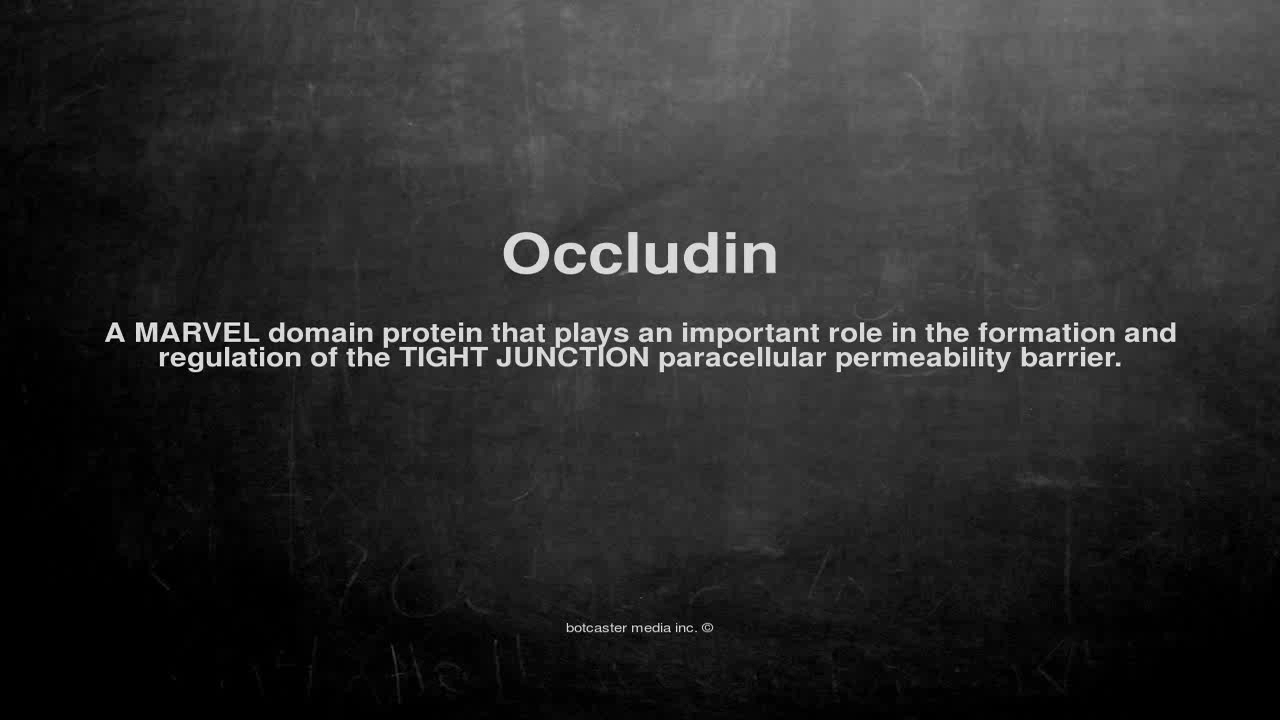 Occludin
A MARVEL domain protein that plays an important role in the formation and
regulation of the TIGHT JUNCTION paracellular permeability barrier.
botcaster media inc. ©